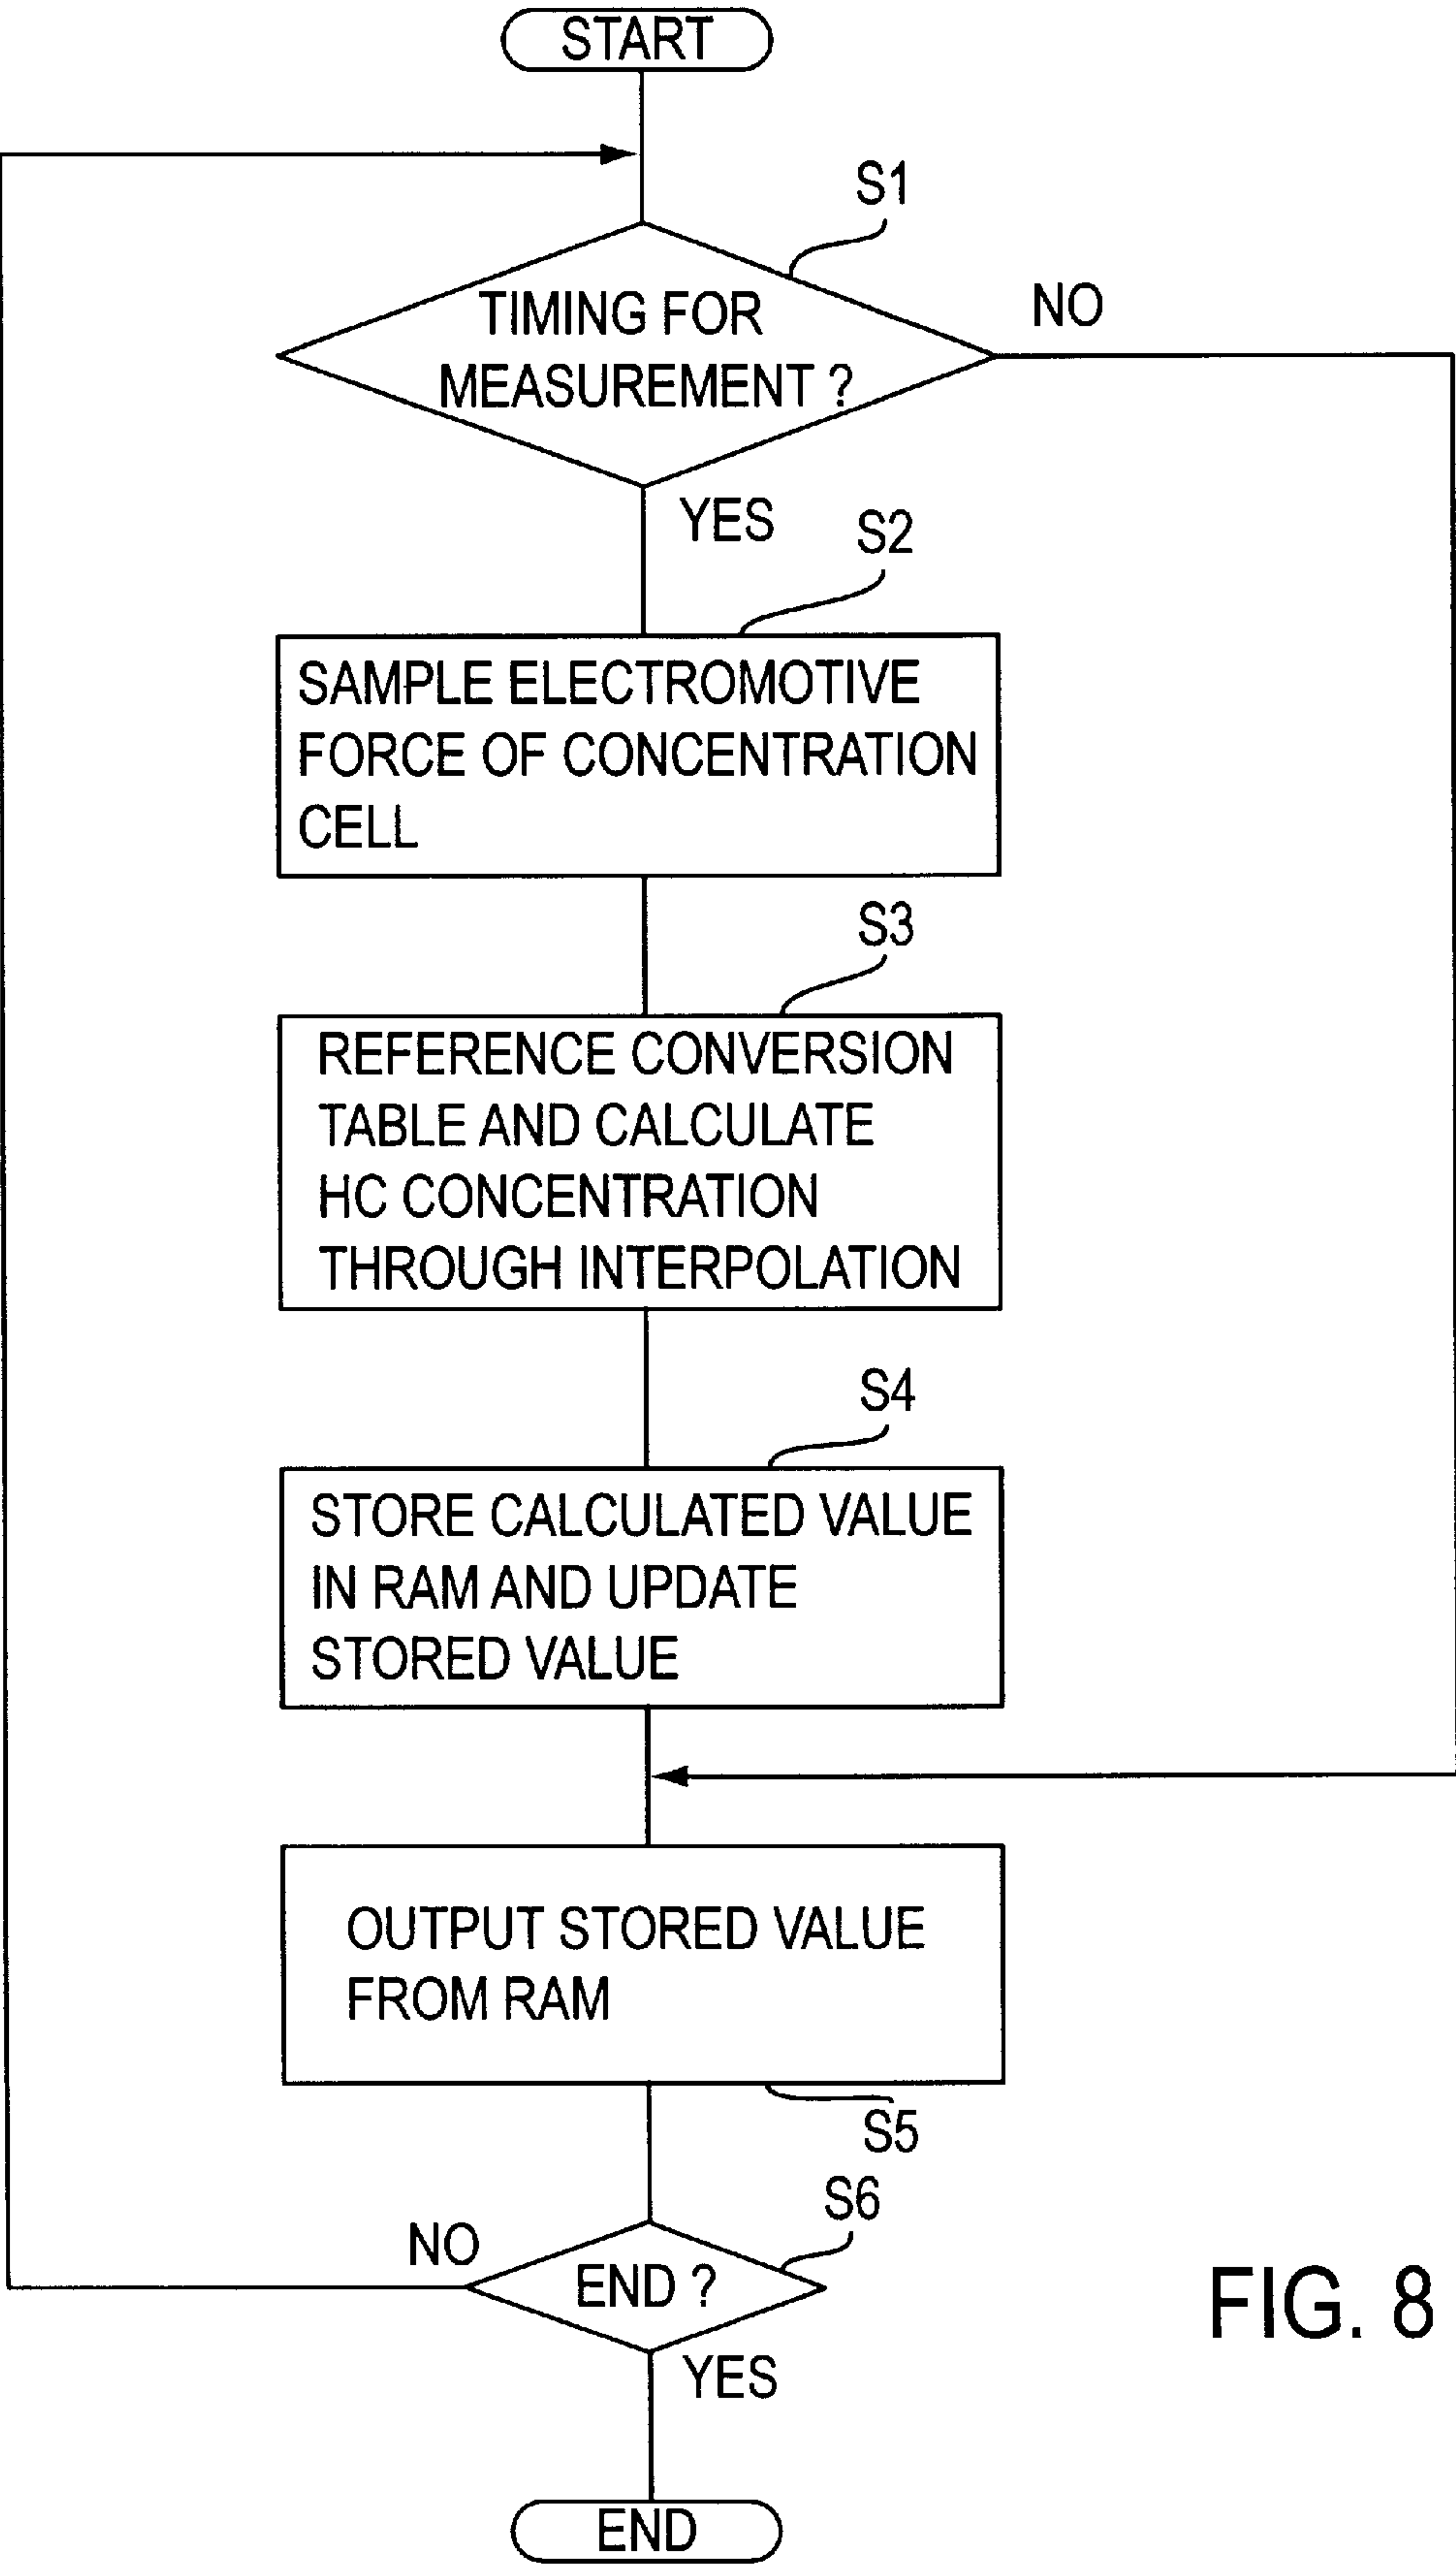 START
S1
TIMING FOR
MEASUREMENT ?
NO
YES
S2
SAMPLE ELECTROMOTIVE
FORCE OF CONCENTRATION
CELL
S3
REFERENCE CONVERSION
TABLE AND CALCULATE
HC CONCENTRATION
THROUGH INTERPOLATION
S4
STORE CALCULATED VALUE
IN RAM AND UPDATE
STORED VALUE
OUTPUT STORED VALUE
FROM RAM
S5
S6
NO
END ?
YES
END
FIG. 8